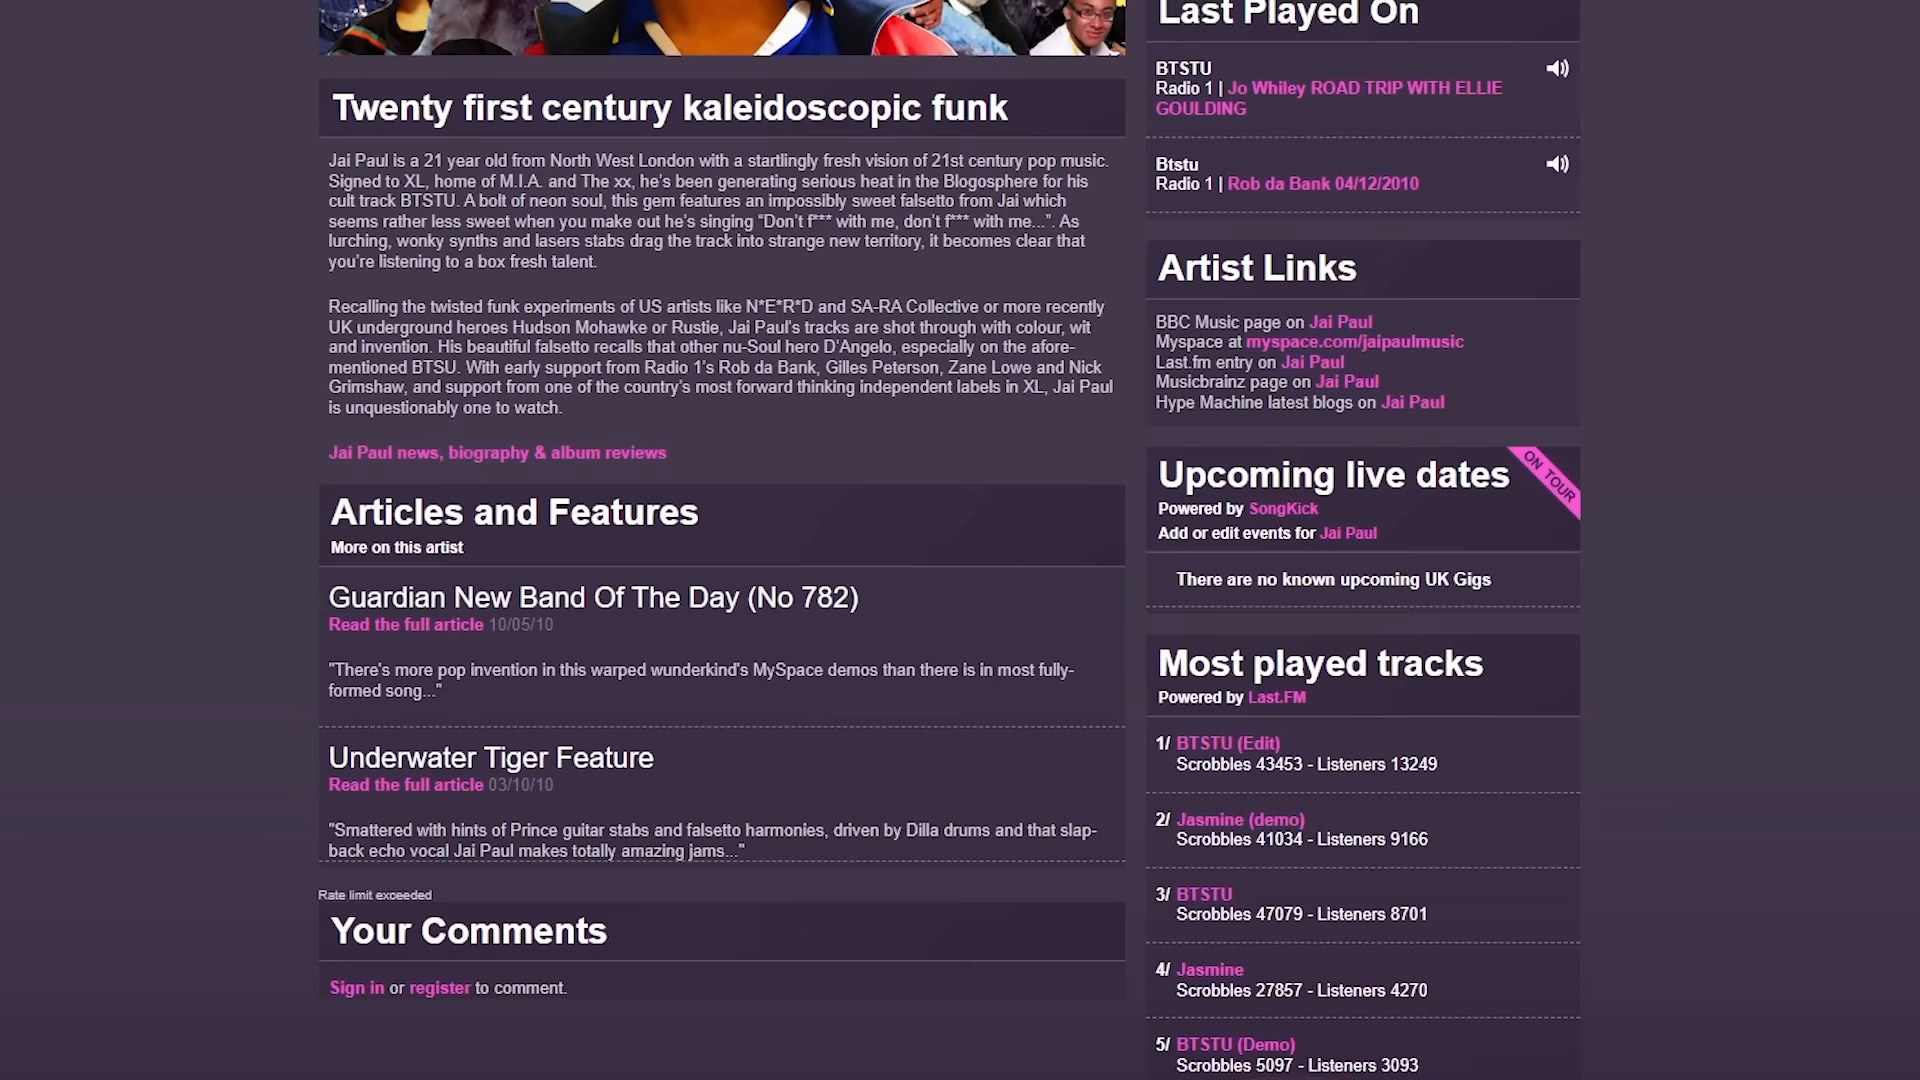 Twenty first century kaleidoscopic funk
Jai Paul is a 21 year old from North West London with a startlingly fresh vision of 21st century pop music.
Signed to XL, home of M.I.A. and The xx, he's been generating serious heat in the Blogosphere for his
cult track BTSTU. A bolt of neon soul, this gem features an impossibly sweet falsetto from Jai which
seems rather less sweet when you make out he's singing “Don't f*** with me, don't f*** with me...”. As
lurching, wonky synths and lasers stabs drag the track into strange new territory, it becomes clear that
you're listening to a box fresh talent.
Recalling the twisted funk experiments of US artists like N*E*R*D and SA-RA Collective or more recently
UK underground heroes Hudson Mohawke or Rustie, Jai Paul's tracks are shot through with colour, wit
and invention. His beautiful falsetto recalls that other nu-Soul hero D'Angelo, especially on the afore-
mentioned BTSU. With early support from Radio 1's Rob da Bank, Gilles Peterson, Zane Lowe and Nick
Grimshaw, and support from one of the country's most forward thinking independent labels in XL, Jai Paul
is unquestionably one to watch.
Jai Paul news, biography & album reviews
Articles and Features
More on this artist
Guardian New Band Of The Day (No 782)
Read the full article 10/05/10
"There's more pop invention in this warped wunderkind's MySpace demos than there is in most fully-
formed song..."
Underwater Tiger Feature
Read the full article 03/10/10
"Smattered with hints of Prince guitar stabs and falsetto harmonies, driven by Dilla drums and that slap-
back echo vocal Jai Paul makes totally amazing jams..."
Rate limit exceeded
Your Comments
Sign in or register to comment.
Last Played On
BTSTU
Radio 1 | Jo Whiley ROAD TRIP WITH ELLIE
GOULDING
Btstu
Radio 1 | Rob da Bank 04/12/2010
Artist Links
BBC Music page on Jai Paul
Myspace at myspace.com/jaipaulmusic
Last.fm entry on Jai Paul
Musicbrainz page on Jai Paul
Hype Machine latest blogs on Jai Paul
Upcoming live dates
ON TOUR
Powered by SongKick
Add or edit events for Jai Paul
There are no known upcoming UK Gigs
Most played tracks
Powered by Last.FM
1/ BTSTU (Edit)
Scrobbles 43453 - Listeners 13249
2/ Jasmine (demo)
Scrobbles 41034 - Listeners 9166
3/ BTSTU
Scrobbles 47079 - Listeners 8701
4/ Jasmine
Scrobbles 27857 - Listeners 4270
5/ BTSTU (Demo)
Scrobbles 5097 - Listeners 3093